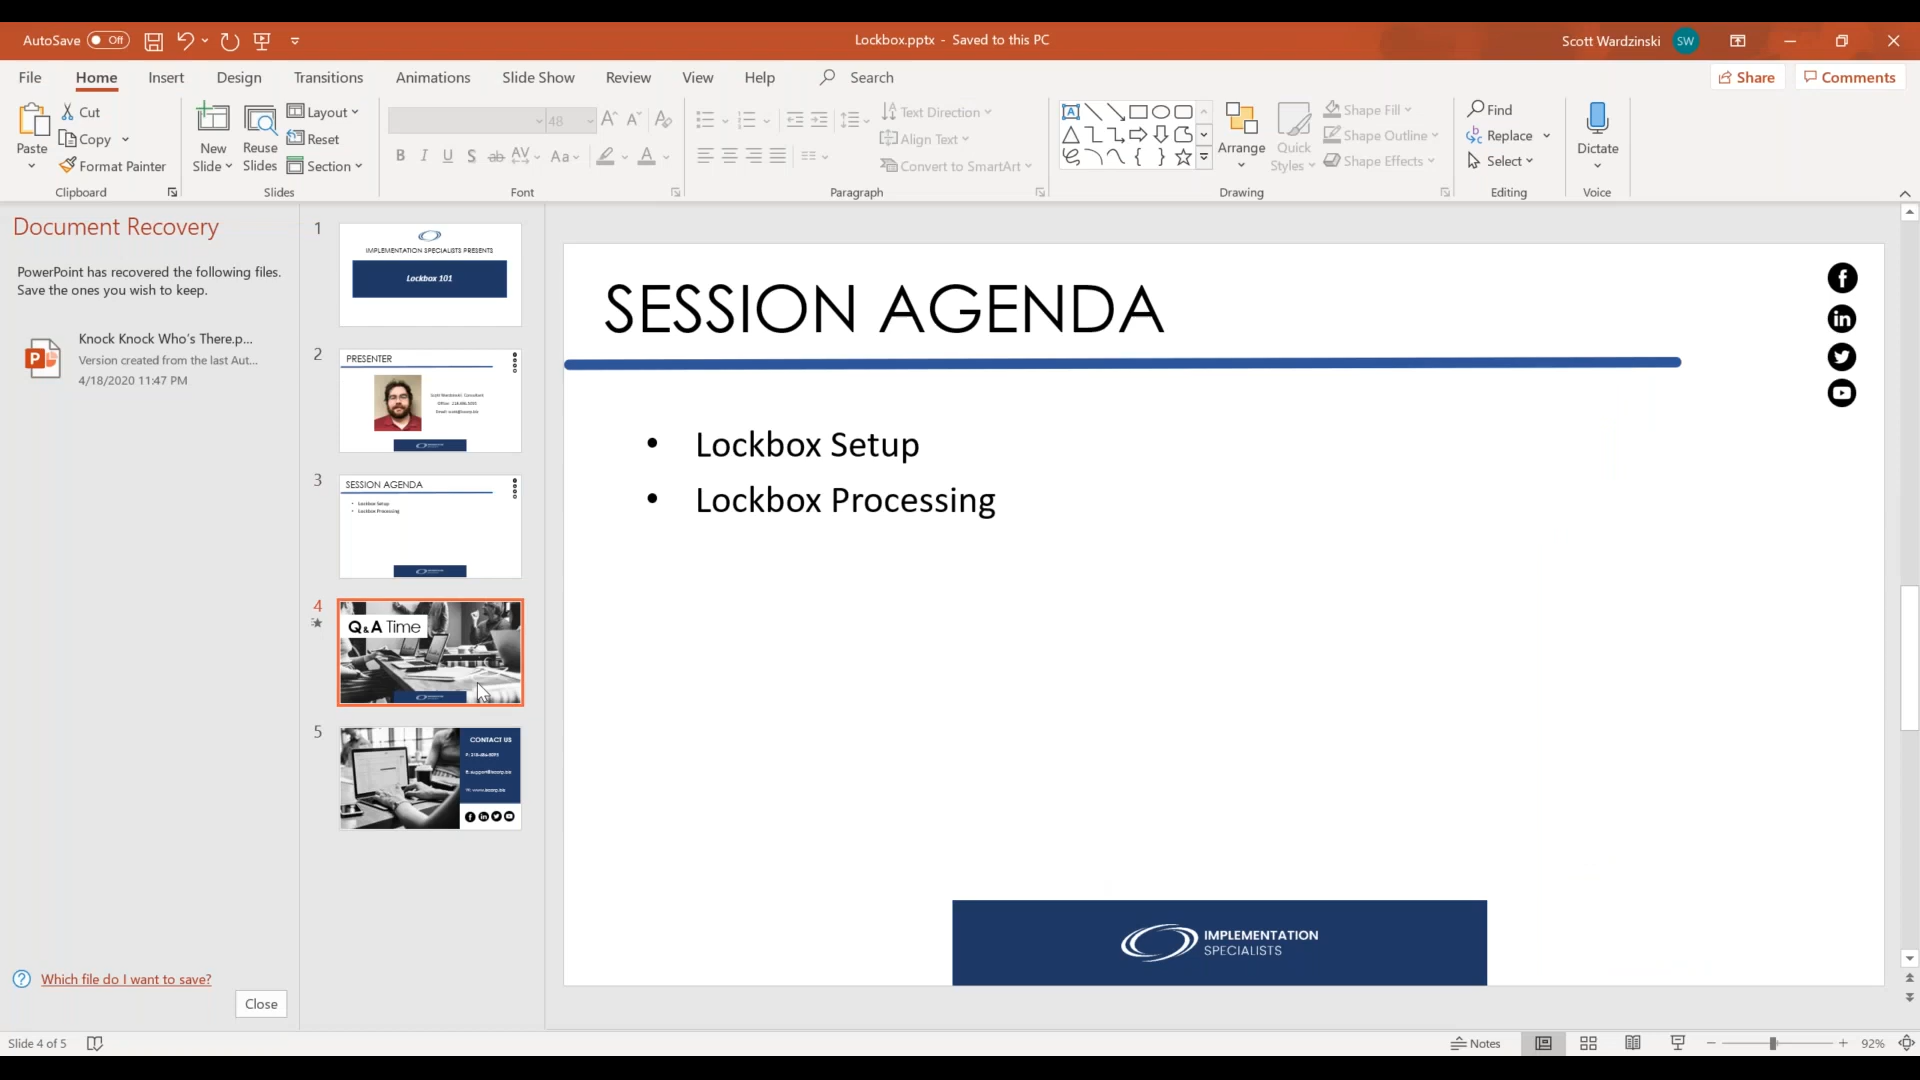 AutoSave Off
Lockbox.pptx - Saved to this PC
Scott Wardzinski SW
File Home Insert Design Transitions Animations Slide Show Review View Help Search
Share Comments
Paste
Cut
Copy
Format Painter
Clipboard
New Slide
Reuse Slides
Layout
Reset
Section
Slides
48
Font
Text Direction
Align Text
Convert to SmartArt
Paragraph
Arrange
Quick Styles
Shape Fill
Shape Outline
Shape Effects
Drawing
Find
Replace
Select
Editing
Dictate
Voice
Document Recovery
PowerPoint has recovered the following files.
Save the ones you wish to keep.
Knock Knock Who's There.p...
Version created from the last Aut...
4/18/2020 11:47 PM
Which file do I want to save?
Close
1
IMPLEMENTATION SPECIALISTS PRESENTS
Lockbox 101
2
PRESENTER
Scott Wardzinski, Consultant
3
SESSION AGENDA
• Lockbox Setup
• Lockbox Processing
4
Q&A Time
5
CONTACT US
SESSION AGENDA
• Lockbox Setup
• Lockbox Processing
IMPLEMENTATION
SPECIALISTS
Slide 4 of 5
Notes
92%